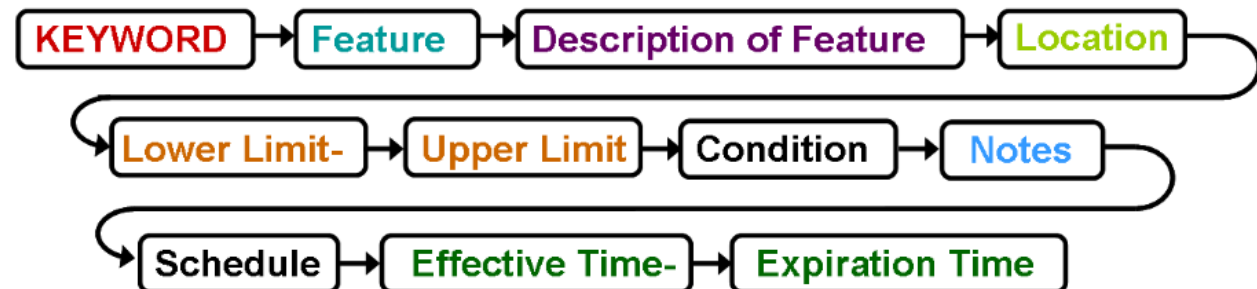 KEYWORD Feature Description of Feature Location
Lower Limit- Upper Limit Condition Notes
Schedule Effective Time- Expiration Time